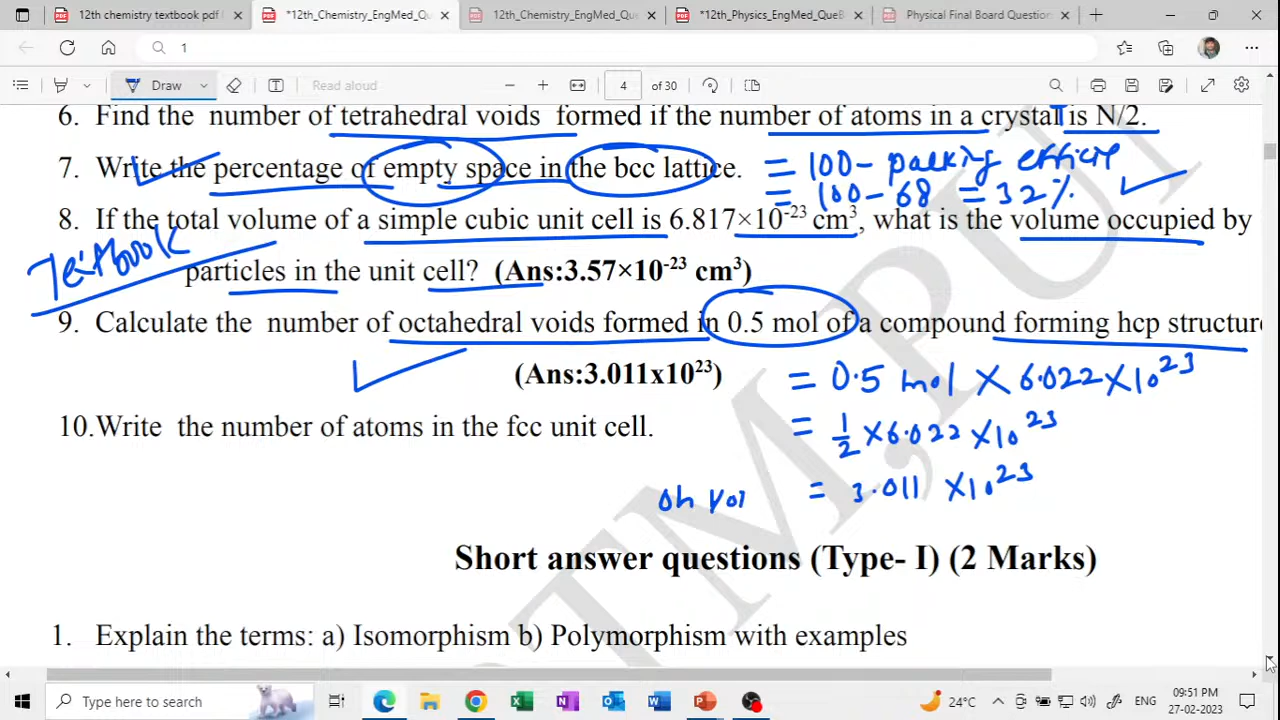 12th chemistry textbook pdf
*12th_Chemistry_EngMed_Qu
12th_Chemistry_EngMed_Que
*12th_Physics_EngMed_QueB
Physical Final Board Question
1
Draw
Read aloud
4 of 30
6. Find the number of tetrahedral voids formed if the number of atoms in a crystal is N/2.
7. Write the percentage of empty space in the bcc lattice. = 100 - packing efficie
= 100 - 68 = 32%
8. If the total volume of a simple cubic unit cell is 6.817×10⁻²³ cm³, what is the volume occupied by
Textbook
particles in the unit cell? (Ans:3.57×10⁻²³ cm³)
9. Calculate the number of octahedral voids formed in 0.5 mol of a compound forming hcp structure
(Ans:3.011x10²³) = 0.5 mol × 6.022 × 10²³
10.Write the number of atoms in the fcc unit cell. = 1/2 × 6.022 × 10²³
oh voi = 3.011 × 10²³
Short answer questions (Type- I) (2 Marks)
1. Explain the terms: a) Isomorphism b) Polymorphism with examples
TM, PUNE
Type here to search
24°C
ENG
09:51 PM
27-02-2023